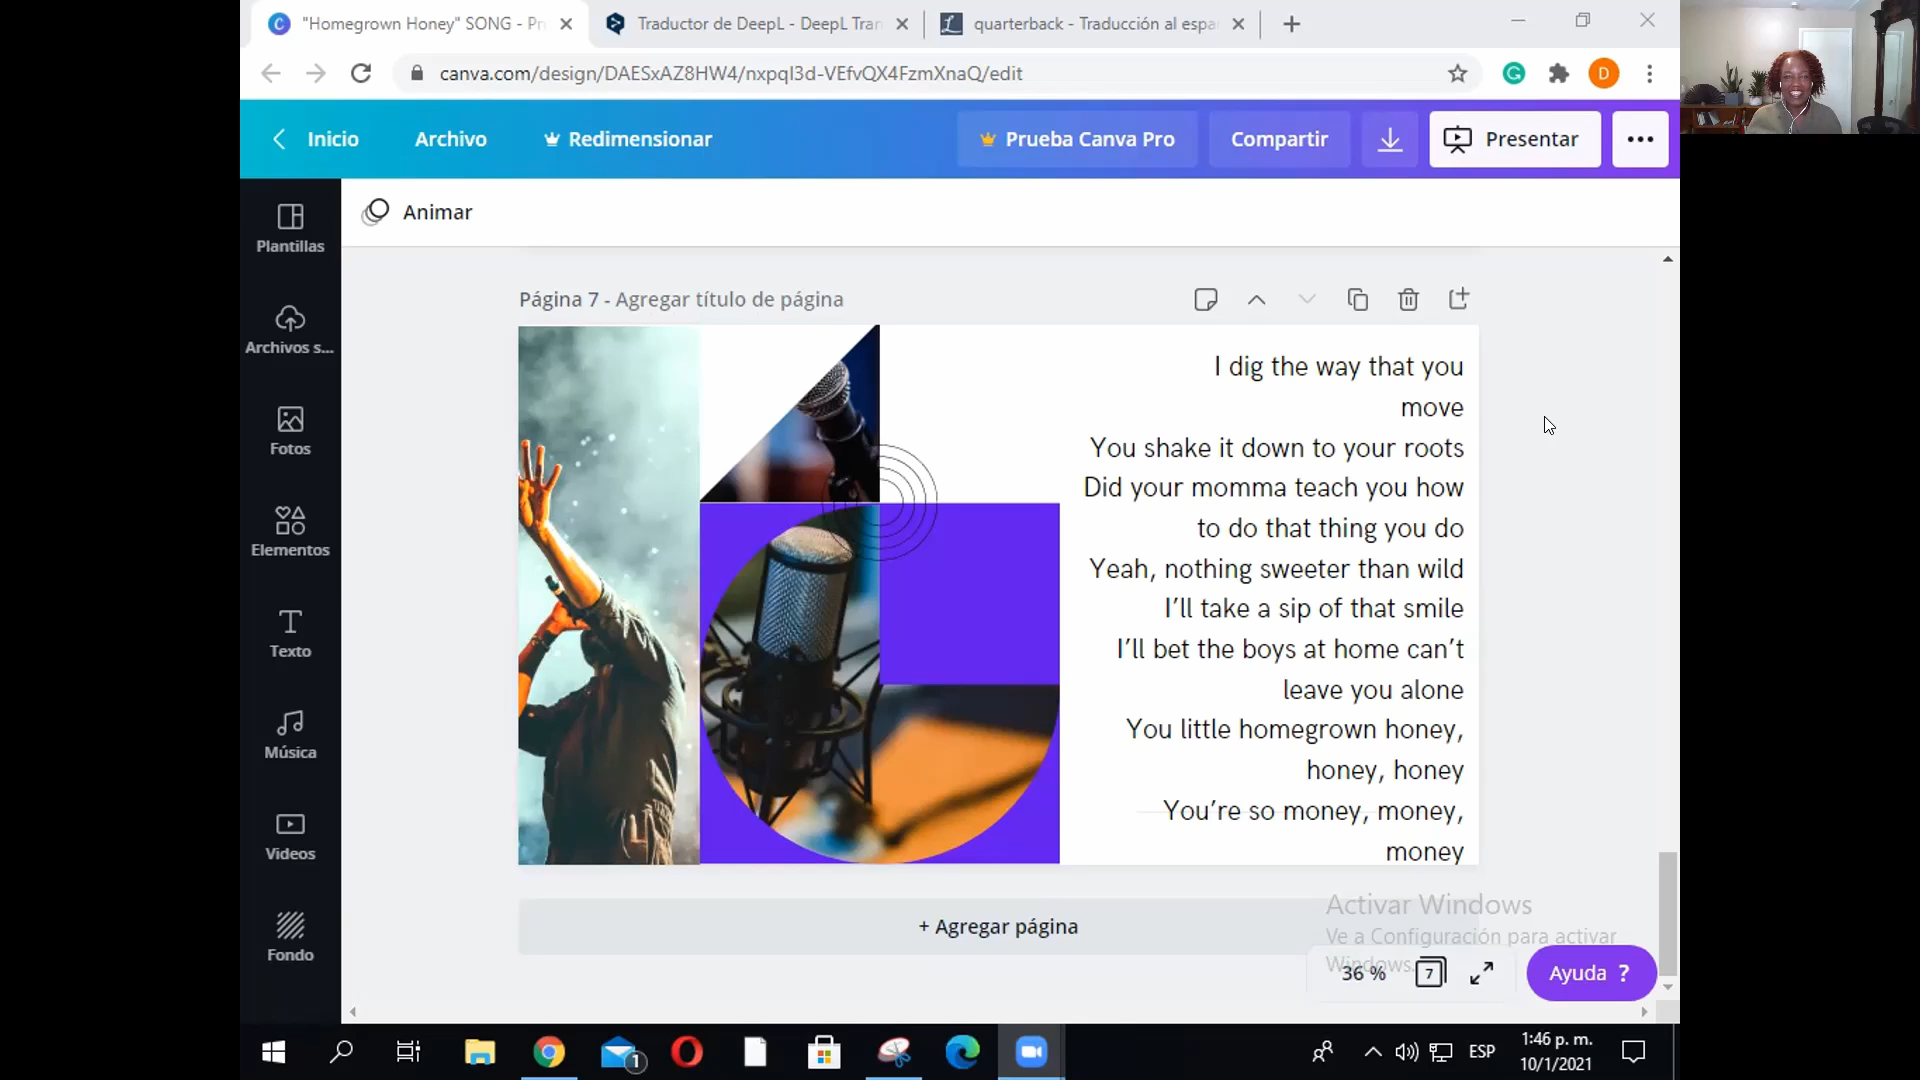 "Homegrown Honey" SONG - Pr
Traductor de DeepL - DeepL Tran
quarterback - Traducción al espa
canva.com/design/DAESxAZ8HW4/nxpqI3d-VEfvQX4FzmXnaQ/edit
D
Inicio
Archivo
Redimensionar
Prueba Canva Pro
Compartir
Presentar
Animar
Plantillas
Archivos s...
Fotos
Elementos
Texto
Música
Videos
Fondo
Página 7 - Agregar título de página
I dig the way that you
move
You shake it down to your roots
Did your momma teach you how
to do that thing you do
Yeah, nothing sweeter than wild
I'll take a sip of that smile
I'll bet the boys at home can't
leave you alone
You little homegrown honey,
honey, honey
You're so money, money,
money
+ Agregar página
Activar Windows
Ve a Configuración para activar
Windows.
36 %
7
Ayuda ?
1
ESP
1:46 p. m.
10/1/2021